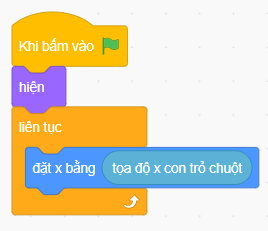 Khi bấm vào
hiện
liên tục
đặt x bằng tọa độ x con trỏ chuột